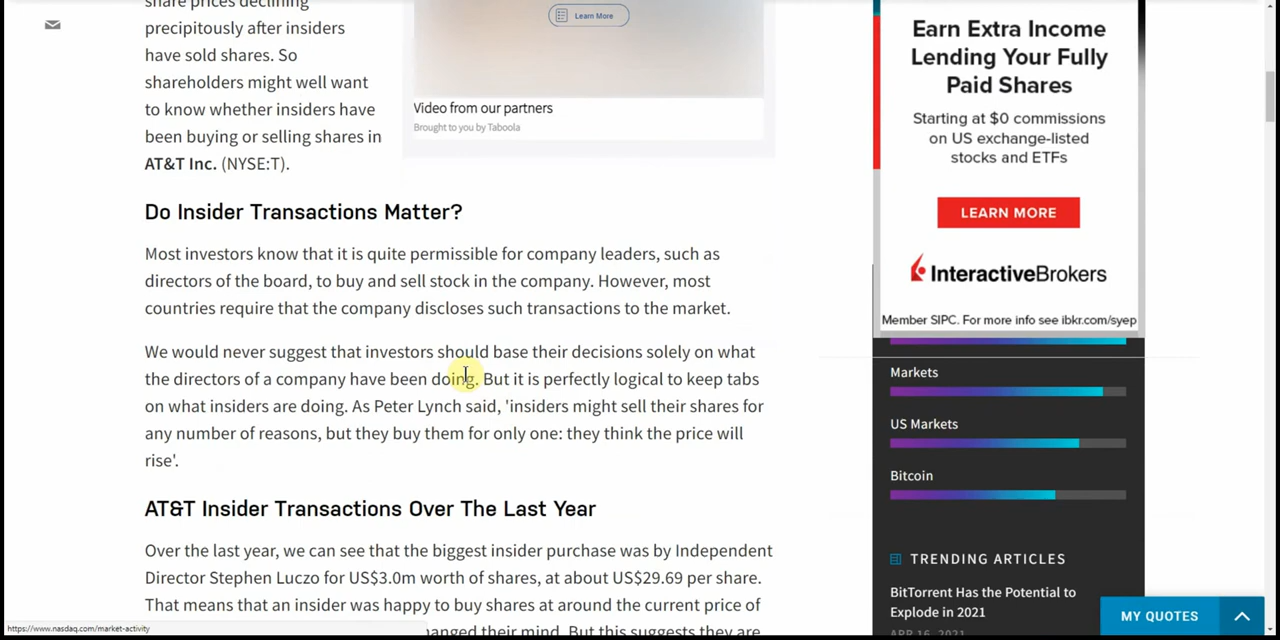 share prices declining
precipitously after insiders
have sold shares. So
shareholders might well want
to know whether insiders have
been buying or selling shares in
AT&T Inc. (NYSE:T).
Learn More
Video from our partners
Brought to you by Taboola
Do Insider Transactions Matter?
Most investors know that it is quite permissible for company leaders, such as
directors of the board, to buy and sell stock in the company. However, most
countries require that the company discloses such transactions to the market.
We would never suggest that investors should base their decisions solely on what
the directors of a company have been doing. But it is perfectly logical to keep tabs
on what insiders are doing. As Peter Lynch said, 'insiders might sell their shares for
any number of reasons, but they buy them for only one: they think the price will
rise'.
AT&T Insider Transactions Over The Last Year
Over the last year, we can see that the biggest insider purchase was by Independent
Director Stephen Luczo for US$3.0m worth of shares, at about US$29.69 per share.
That means that an insider was happy to buy shares at around the current price of
changed their mind. But this suggests they are
https://www.nasdaq.com/market-activity
Earn Extra Income
Lending Your Fully
Paid Shares
Starting at $0 commissions
on US exchange-listed
stocks and ETFs
LEARN MORE
InteractiveBrokers
Member SIPC. For more info see ibkr.com/syep
Markets
US Markets
Bitcoin
TRENDING ARTICLES
BitTorrent Has the Potential to
Explode in 2021
APR 16, 2021
MY QUOTES